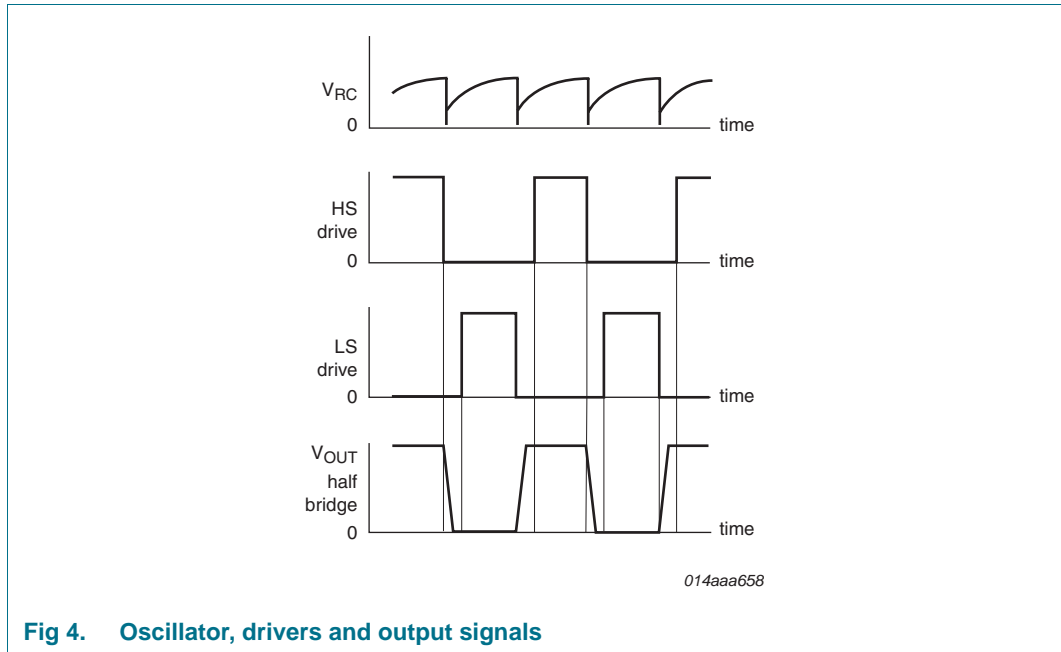 V_RC
0
time
HS
drive
0
time
LS
drive
0
time
V_OUT
half
bridge
0
time
014aaa658
Fig 4. Oscillator, drivers and output signals